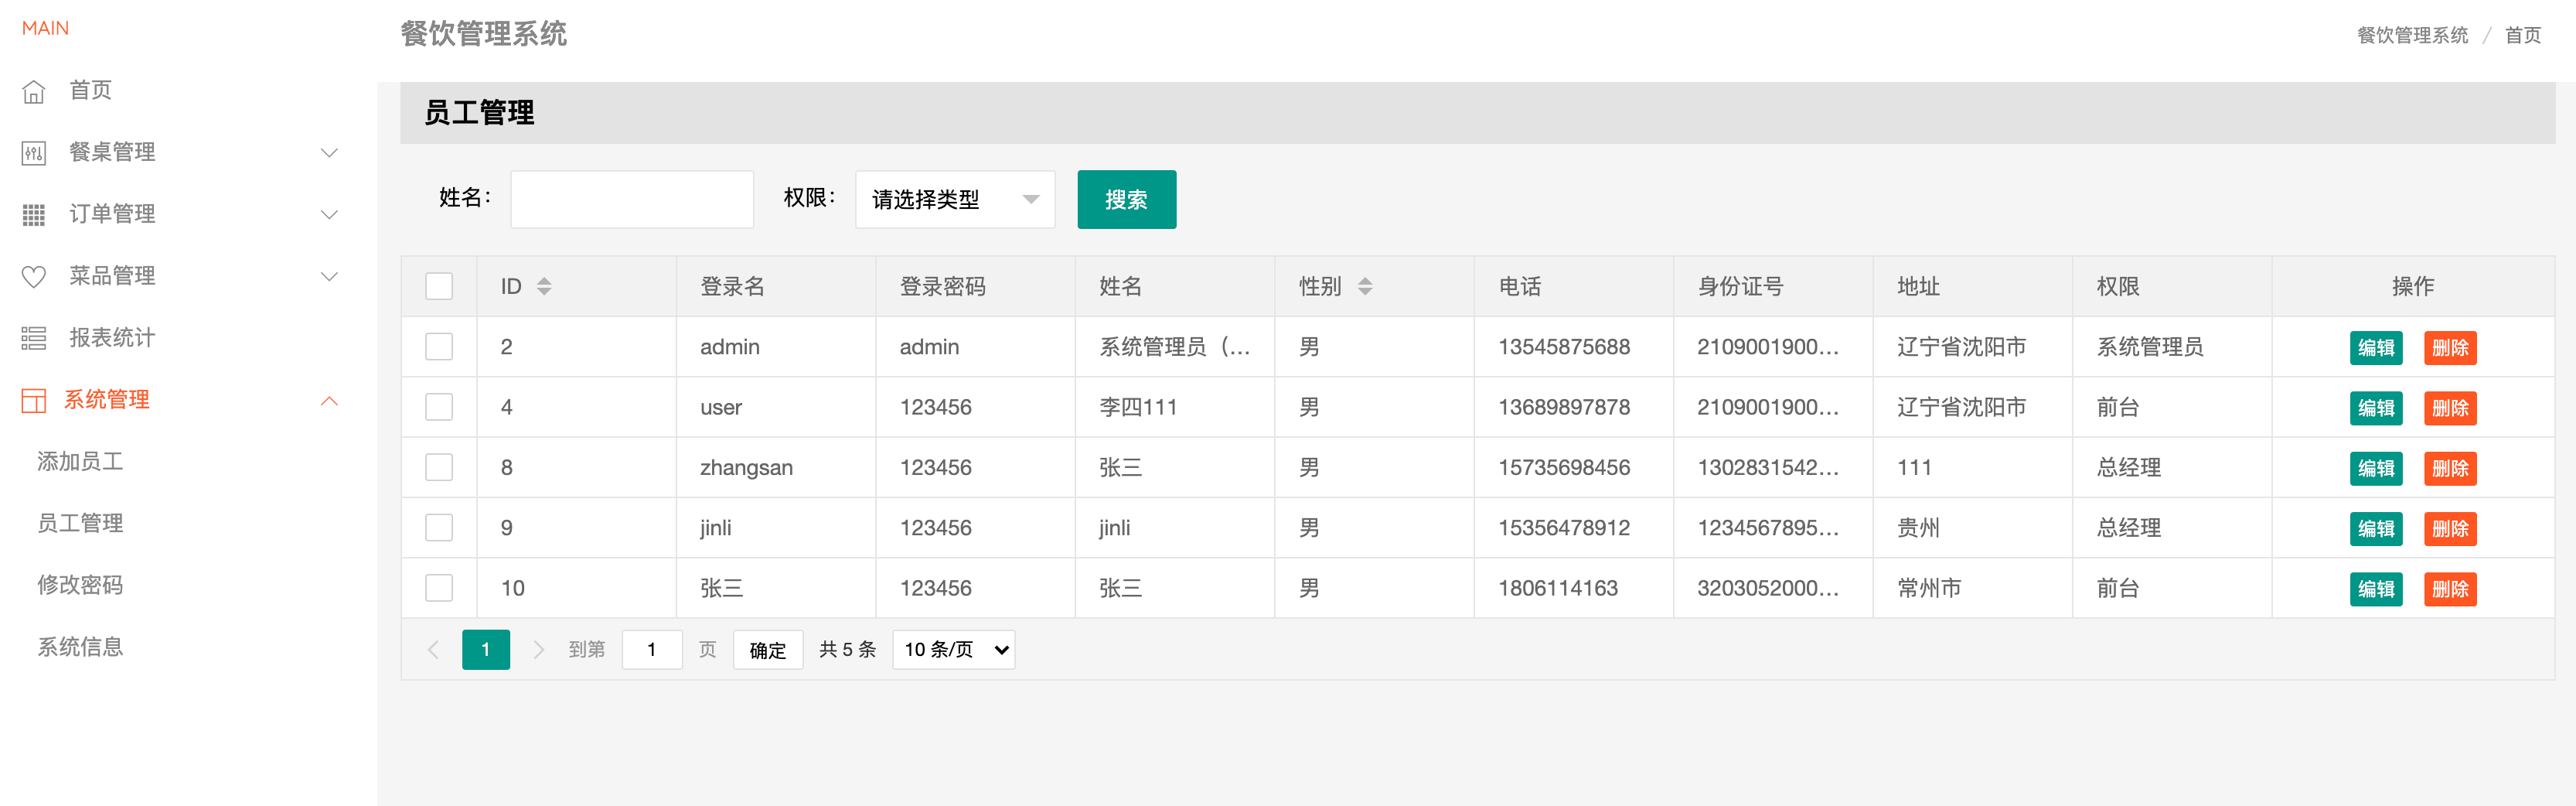 MAIN
首页
餐桌管理
订单管理
菜品管理
报表统计
系统管理
添加员工
员工管理
修改密码
系统信息
餐饮管理系统
餐饮管理系统 / 首页
员工管理
姓名： 权限： 请选择类型 搜索
ID 登录名 登录密码 姓名 性别 电话 身份证号 地址 权限 操作
2 admin admin 系统管理员（... 男 13545875688 2109001900... 辽宁省沈阳市 系统管理员 编辑 删除
4 user 123456 李四111 男 13689897878 2109001900... 辽宁省沈阳市 前台 编辑 删除
8 zhangsan 123456 张三 男 15735698456 1302831542... 111 总经理 编辑 删除
9 jinli 123456 jinli 男 15356478912 1234567895... 贵州 总经理 编辑 删除
10 张三 123456 张三 男 1806114163 3203052000... 常州市 前台 编辑 删除
1 到第 1 页 确定 共 5 条 10 条/页